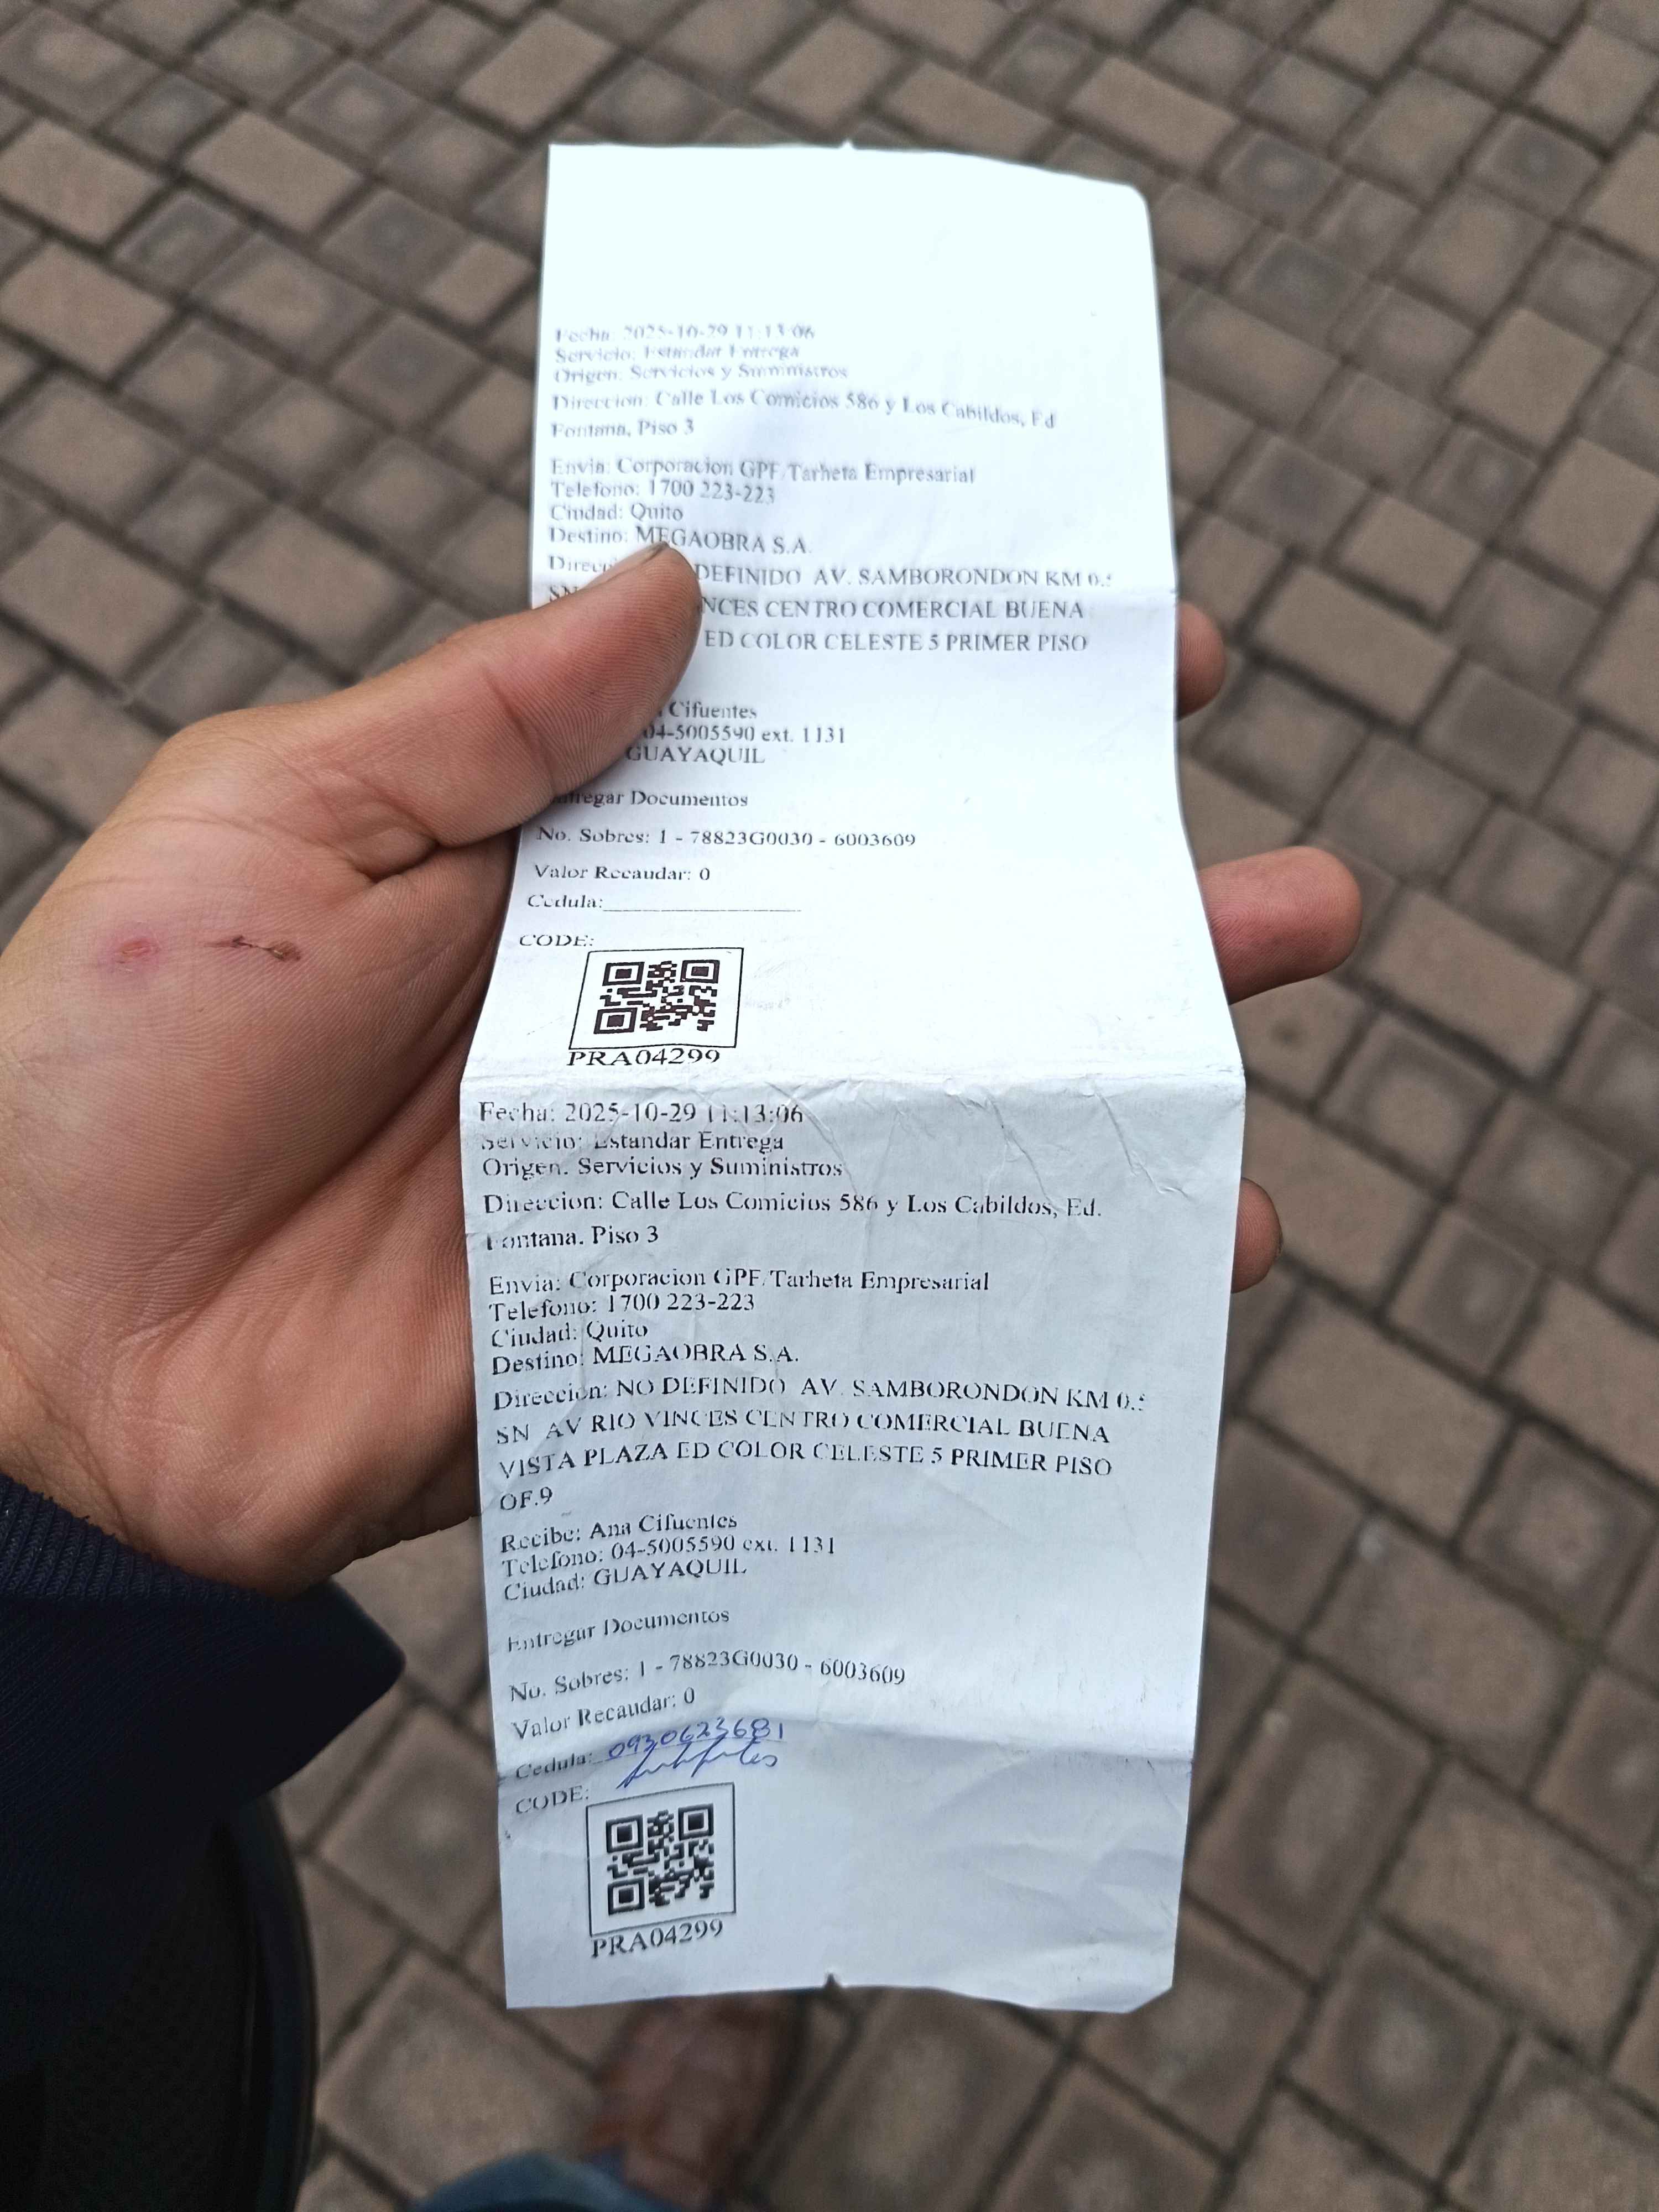 Fecha: 2025-10-29 11:13:06
Servicio: Estandar Entrega
Origen: Servicios y Suministros
Direccion: Calle Los Comicios 586 y Los Cabildos, Ed
Fontana, Piso 3
Envia: Corporacion GPF/Tarheta Empresarial
Telefono: 1700 223-223
Ciudad: Quito
Destino: MEGAOBRA S.A.
DEFINIDO AV. SAMBORONDON KM 0.5
SN CENTRO COMERCIAL BUENA
ED COLOR CELESTE 5 PRIMER PISO
Cifuentes
04-5005590 ext. 1131
GUAYAQUIL
Entregar Documentos
No. Sobres: 1 - 78823G0030 - 6003609
Valor Recaudar: 0
Cedula:
CODE:
PRA04299
Fecha: 2025-10-29 11:13:06
Servicio: Estandar Entrega
Origen: Servicios y Suministros
Direccion: Calle Los Comicios 586 y Los Cabildos, Ed.
Fontana, Piso 3
Envia: Corporacion GPF/Tarheta Empresarial
Telefono: 1700 223-223
Ciudad: Quito
Destino: MEGAOBRA S.A.
Direccion: NO DEFINIDO AV. SAMBORONDON KM 0.5
SN AV RIO VINCES CENTRO COMERCIAL BUENA
VISTA PLAZA ED COLOR CELESTE 5 PRIMER PISO
OF.9
Recibe: Ana Cifuentes
Telefono: 04-5005590 ext. 1131
Ciudad: GUAYAQUIL
Entregar Documentos
No. Sobres: 1 - 78823G0030 - 6003609
Valor Recaudar: 0
Cedula: 0930623681
CODE:
PRA04299